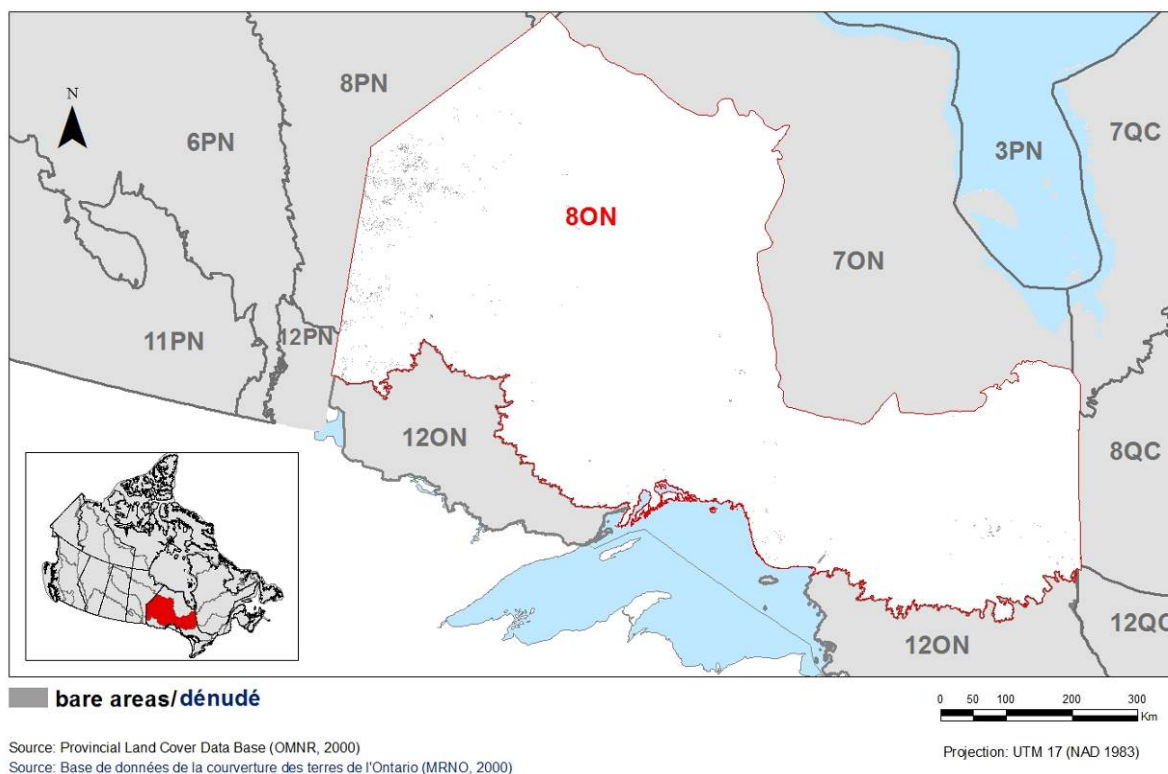 N
8PN
6PN
7QC
3PN
8ON
7ON
11PN
12PN
12ON
8QC
12QC
12ON
bare areas/dénudé
0 50 100 200 300
Km
Source: Provincial Land Cover Data Base (OMNR, 2000)
Projection: UTM 17 (NAD 1983)
Source: Base de données de la courverture des terres de l'Ontario (MRNO, 2000)